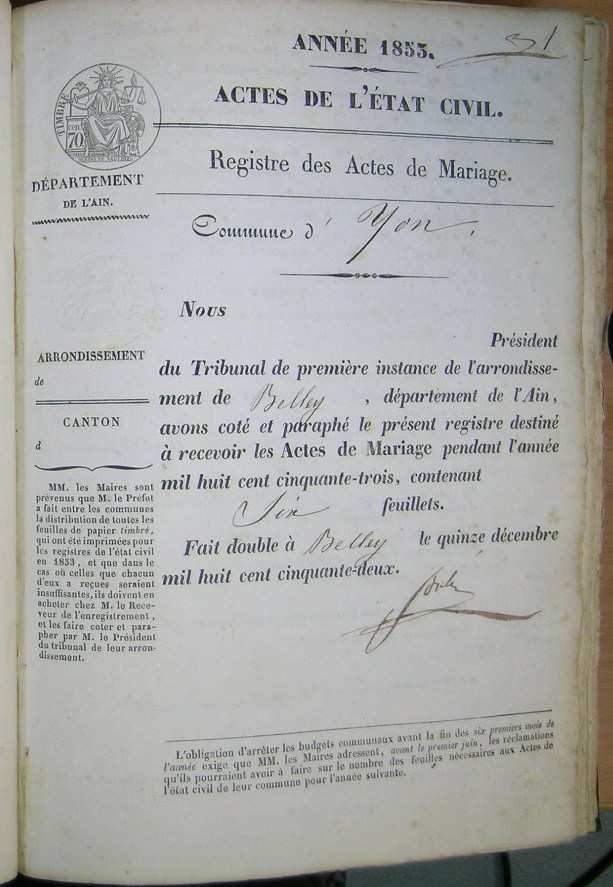 ANNÉE 1853.
ACTES DE L'ÉTAT CIVIL.
TIMBRE
70
DÉPARTEMENT
DE L'AIN.
Registre des Actes de Mariage.
Commune d' Yon.
Nous
Président
du Tribunal de première instance de l'arrondisse-
ment de Belley, département de l'Ain,
avons coté et paraphé le présent registre destiné
à recevoir les Actes de Mariage pendant l'année
mil huit cent cinquante-trois, contenant
Six feuillets.
Fait double à Belley le quinze décembre
mil huit cent cinquante-deux.
ARRONDISSEMENT
de
CANTON
d
MM. les Maires sont
prévenus que M. le Préfet
a fait entre les communes
la distribution de toutes les
feuilles de papier timbré,
qui ont été imprimées pour
les registres de l'état civil
en 1853, et que dans le
cas où celles que chacun
d'eux a reçues seraient
insuffisantes, ils doivent en
acheter chez M. le Rece-
veur de l'enregistrement,
et les faire coter et para-
pher par M. le Président
du tribunal de leur arron-
dissement.
L'obligation d'arrêter les budgets communaux avant la fin des six premiers mois de
l'année exige que MM. les Maires adressent, avant le premier juin, les réclamations
qu'ils pourraient avoir à faire sur le nombre des feuilles nécessaires aux Actes de
l'état civil de leur commune pour l'année suivante.